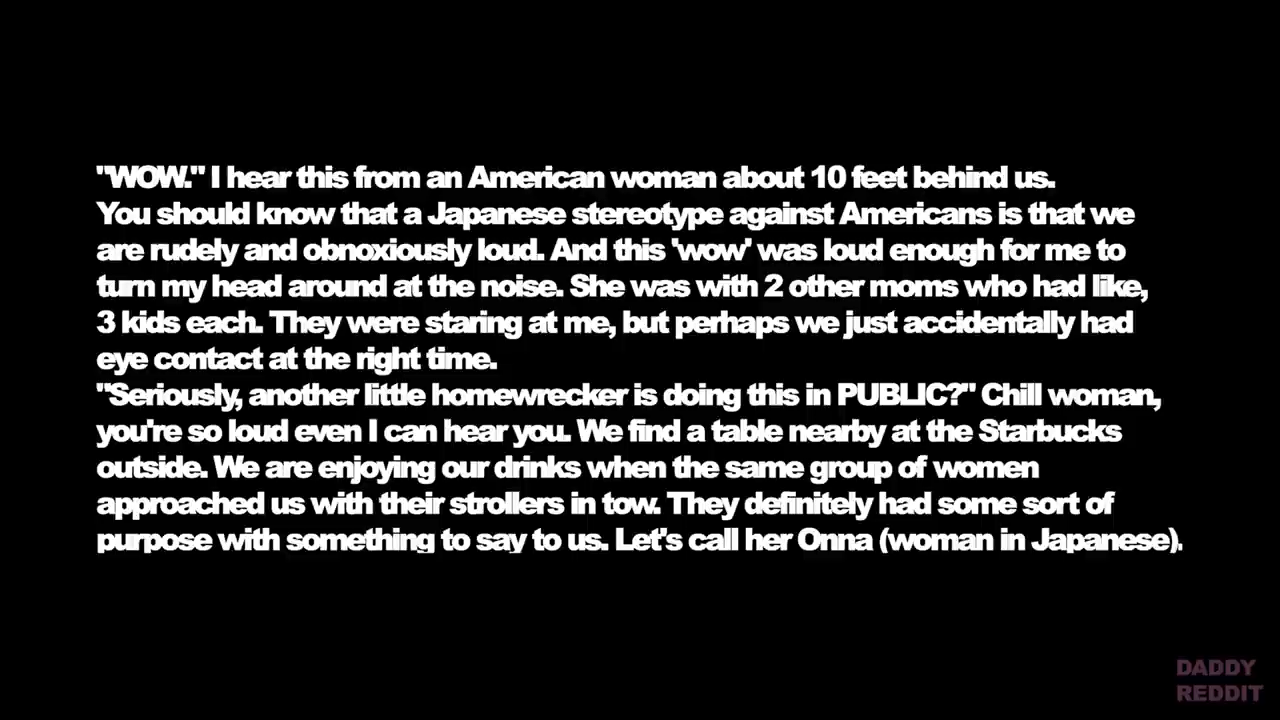 "WOW." I hear this from an American woman about 10 feet behind us.
You should know that a Japanese stereotype against Americans is that we
are rudely and obnoxiously loud. And this 'wow' was loud enough for me to
turn my head around at the noise. She was with 2 other moms who had like,
3 kids each. They were staring at me, but perhaps we just accidentally had
eye contact at the right time.
"Seriously, another little homewrecker is doing this in PUBLIC?" Chill woman,
you're so loud even I can hear you. We find a table nearby at the Starbucks
outside. We are enjoying our drinks when the same group of women
approached us with their strollers in tow. They definitely had some sort of
purpose with something to say to us. Let's call her Onna (woman in Japanese).
DADDY
REDDIT